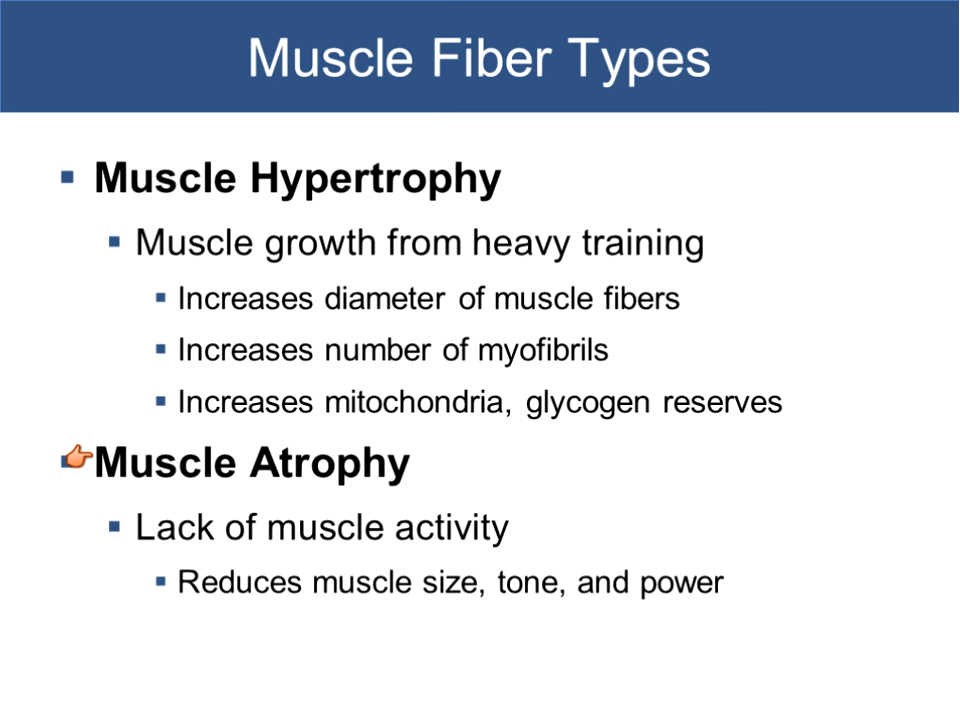 Muscle Fiber Types
Muscle Hypertrophy
Muscle growth from heavy training
Increases diameter of muscle fibers
Increases number of myofibrils
Increases mitochondria, glycogen reserves
Muscle Atrophy
Lack of muscle activity
Reduces muscle size, tone, and power